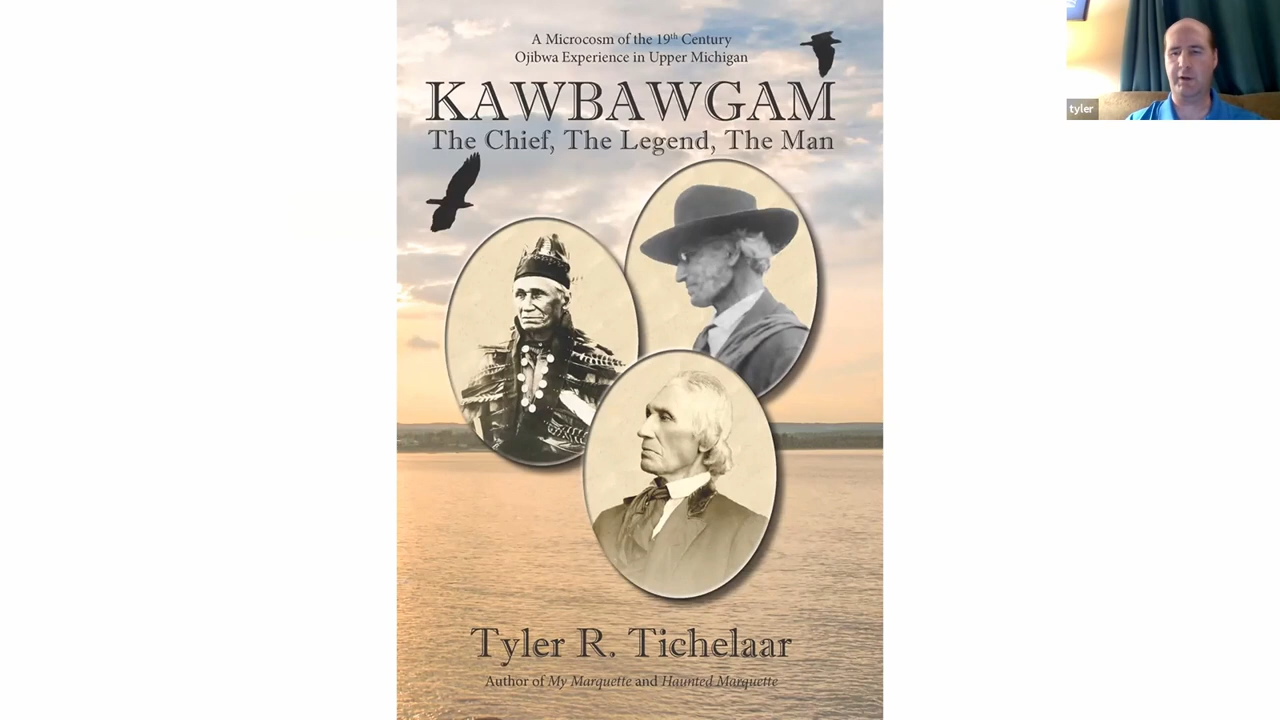 A Microcosm of the 19th Century
Ojibwa Experience in Upper Michigan
KAWBAWGAM
The Chief, The Legend, The Man
Tyler R. Tichelaar
Author of My Marquette and Haunted Marquette
tyler